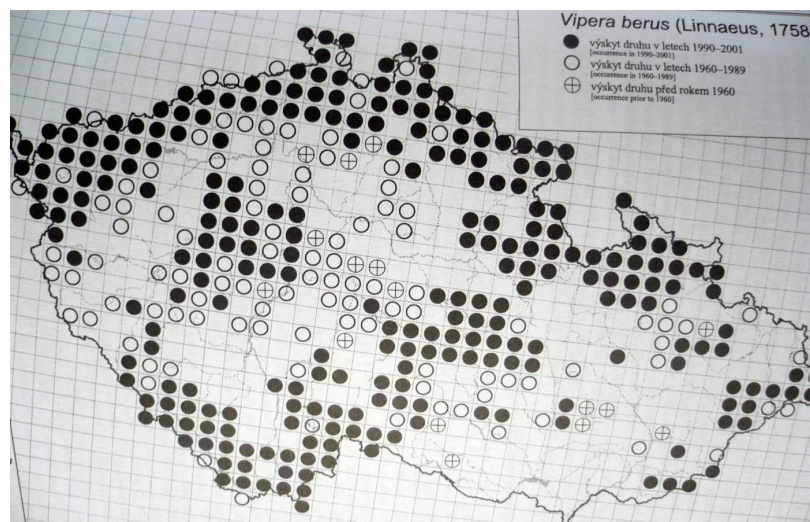 Vipera berus (Linnaeus, 1758
výskyt druhu v letech 1990–2001
[occurrence in 1990–2001]
výskyt druhu v letech 1960–1989
[occurrence in 1960–1989]
výskyt druhu před rokem 1960
[occurrence prior to 1960]